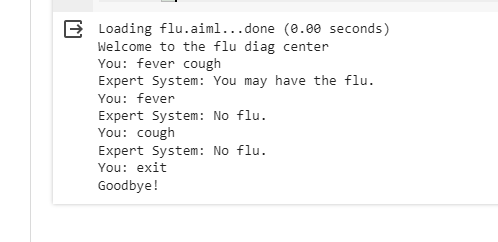 Loading flu.aiml...done (0.00 seconds)
Welcome to the flu diag center
You: fever cough
Expert System: You may have the flu.
You: fever
Expert System: No flu.
You: cough
Expert System: No flu.
You: exit
Goodbye!